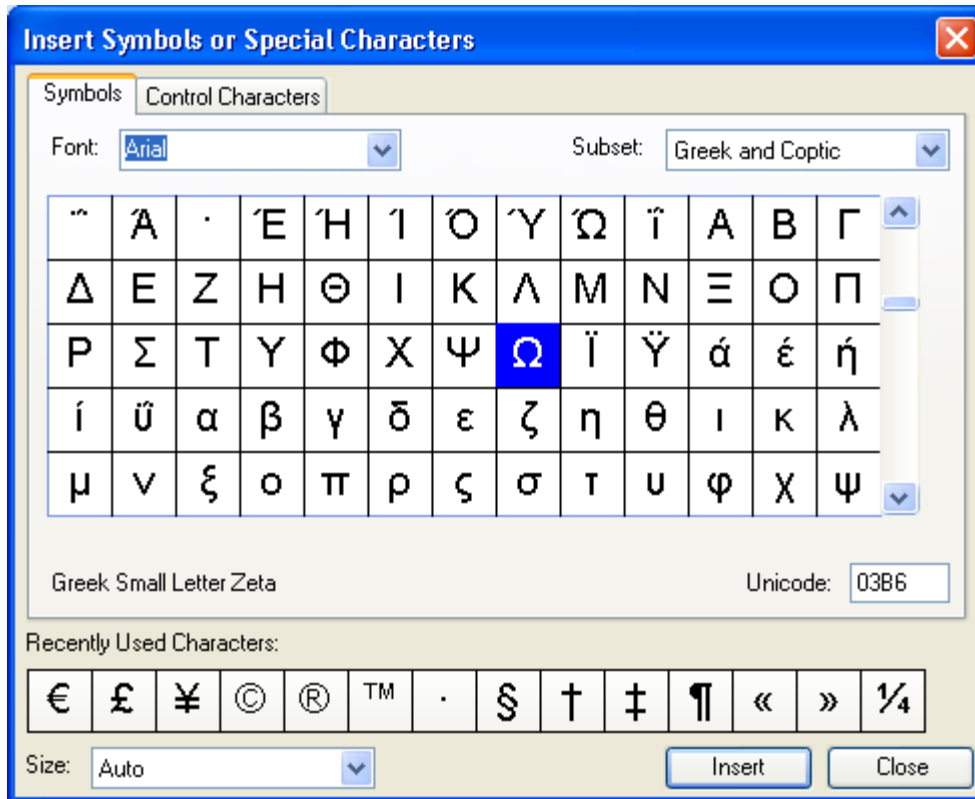 Insert Symbols or Special Characters
Symbols Control Characters
Font: Arial Subset: Greek and Coptic
΅ Ά · Έ Ή Ί Ό Ύ Ώ ΐ Α Β Γ
Δ Ε Ζ Η Θ Ι Κ Λ Μ Ν Ξ Ο Π
Ρ Σ Τ Υ Φ Χ Ψ Ω Ϊ Ϋ ά έ ή
ί ΰ α β γ δ ε ζ η θ ι κ λ
μ ν ξ ο π ρ ς σ τ υ φ χ ψ
Greek Small Letter Zeta Unicode: 03B6
Recently Used Characters:
€ £ ¥ © ® ™ · § † ‡ ¶ « » ¼
Size: Auto Insert Close